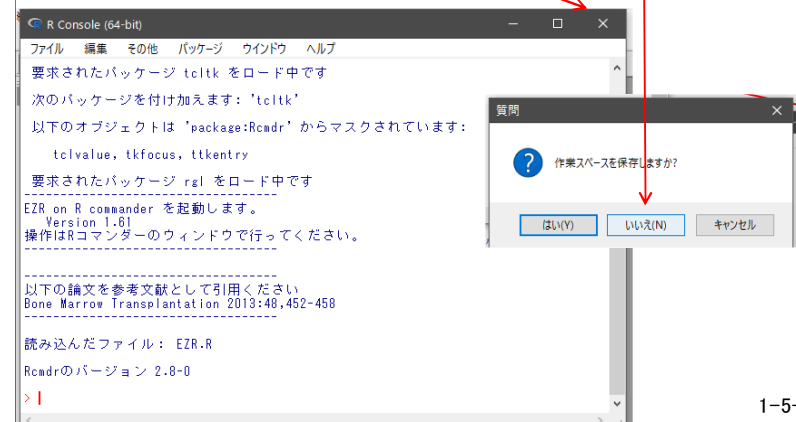 R Console (64-bit)
ファイル 編集 その他 パッケージ ウインドウ ヘルプ
要求されたパッケージ tcltk をロード中です
次のパッケージを付け加えます: 'tcltk'
以下のオブジェクトは 'package:Rcmdr' からマスクされています:
tclvalue, tkfocus, ttkentry
要求されたパッケージ rgl をロード中です
---------------------------------
EZR on R commander を起動します。
Version 1.61
操作はRコマンダーのウィンドウで行ってください。
---------------------------------
---------------------------------
以下の論文を参考文献として引用ください
Bone Marrow Transplantation 2013:48,452-458
---------------------------------
読み込んだファイル: EZR.R
Rcmdrのバージョン 2.8-0
>
質問
作業スペースを保存しますか?
はい(Y) いいえ(N) キャンセル
1-5-